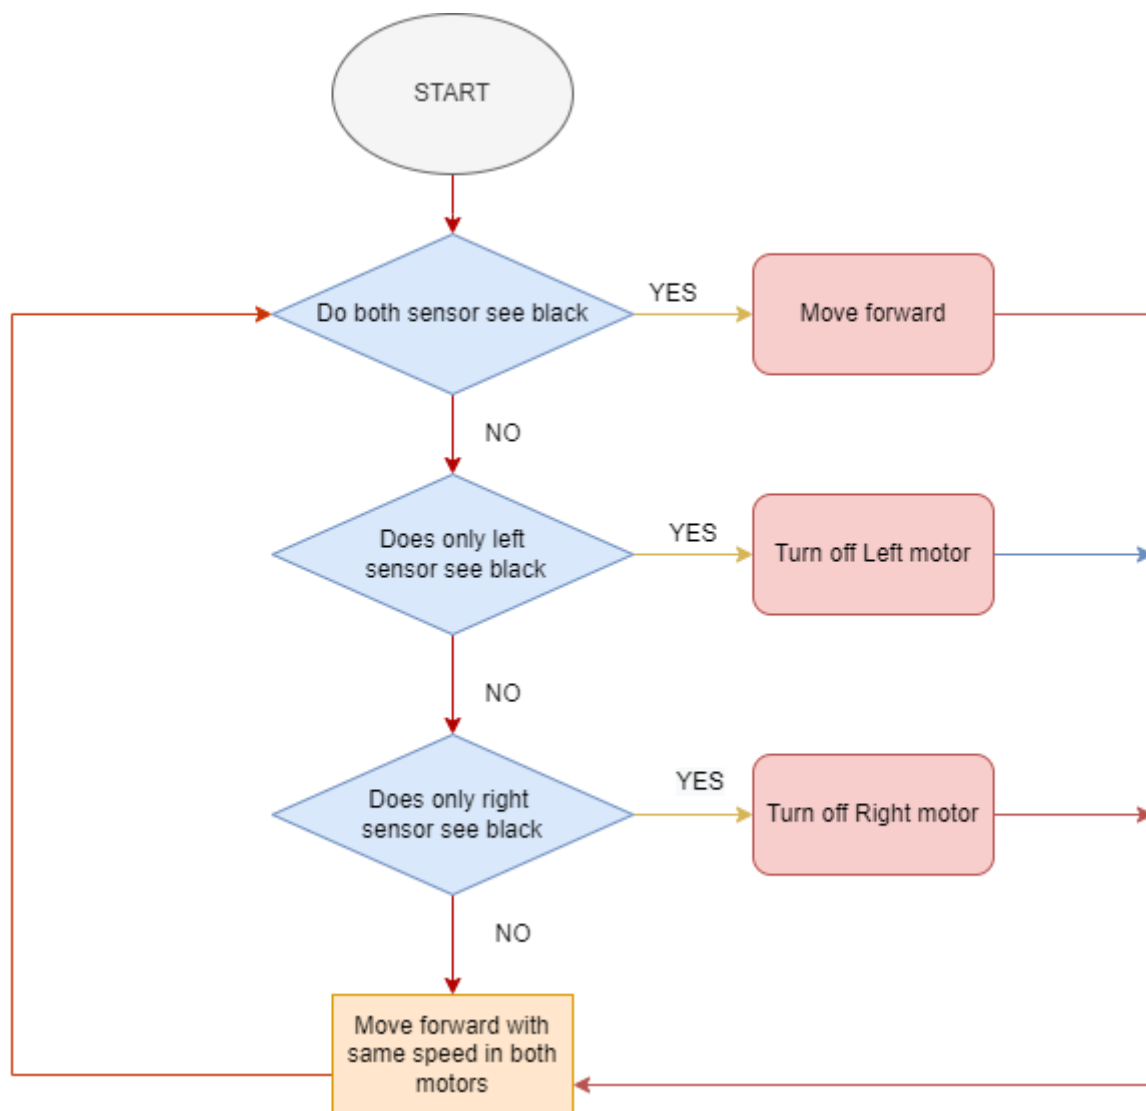 START
Do both sensor see black
YES
Move forward
NO
Does only left
sensor see black
YES
Turn off Left motor
NO
Does only right
sensor see black
YES
Turn off Right motor
NO
Move forward with
same speed in both
motors